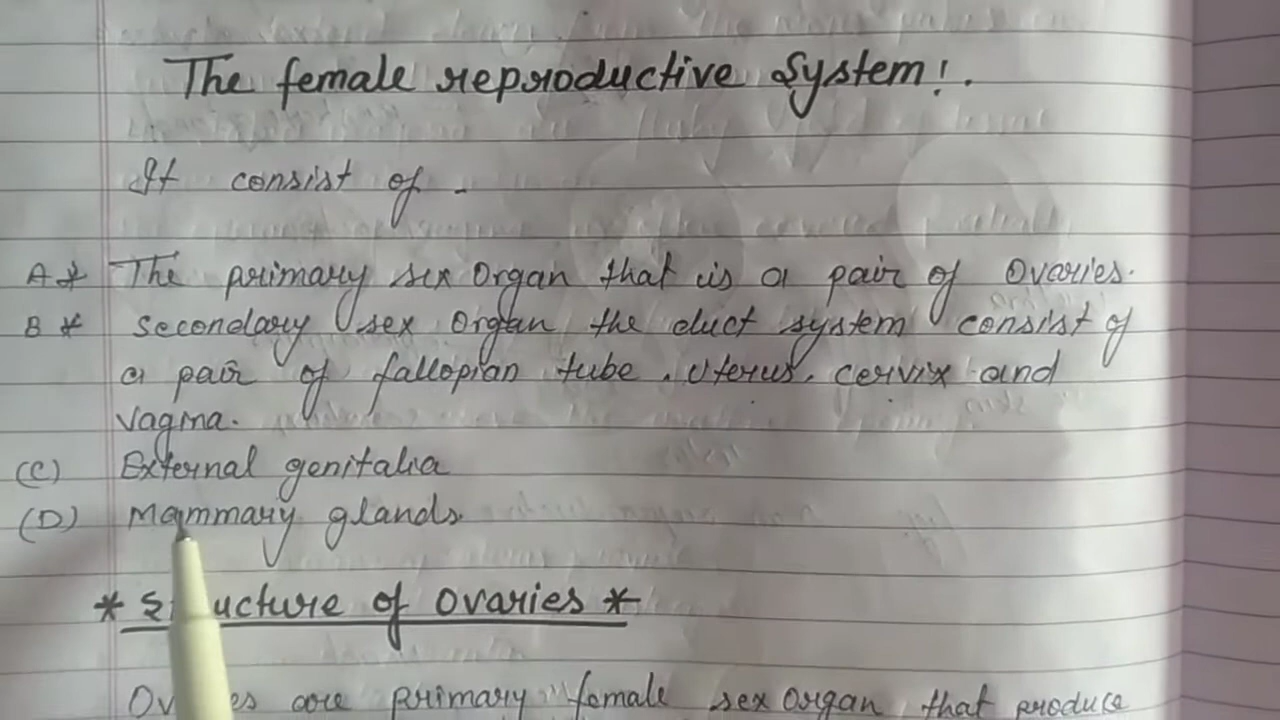 The female reproductive System!.
It consist of -
A * The primary sex Organ that is a pair of Ovaries.
B * Secondary sex Organ the duct system consist of
a pair of fallopian tube, Uterus, cervix and
vagina.
(C) External genitalia
(D) Mammary glands.
* ucture of Ovaries *
are primary female sex Organ that produce